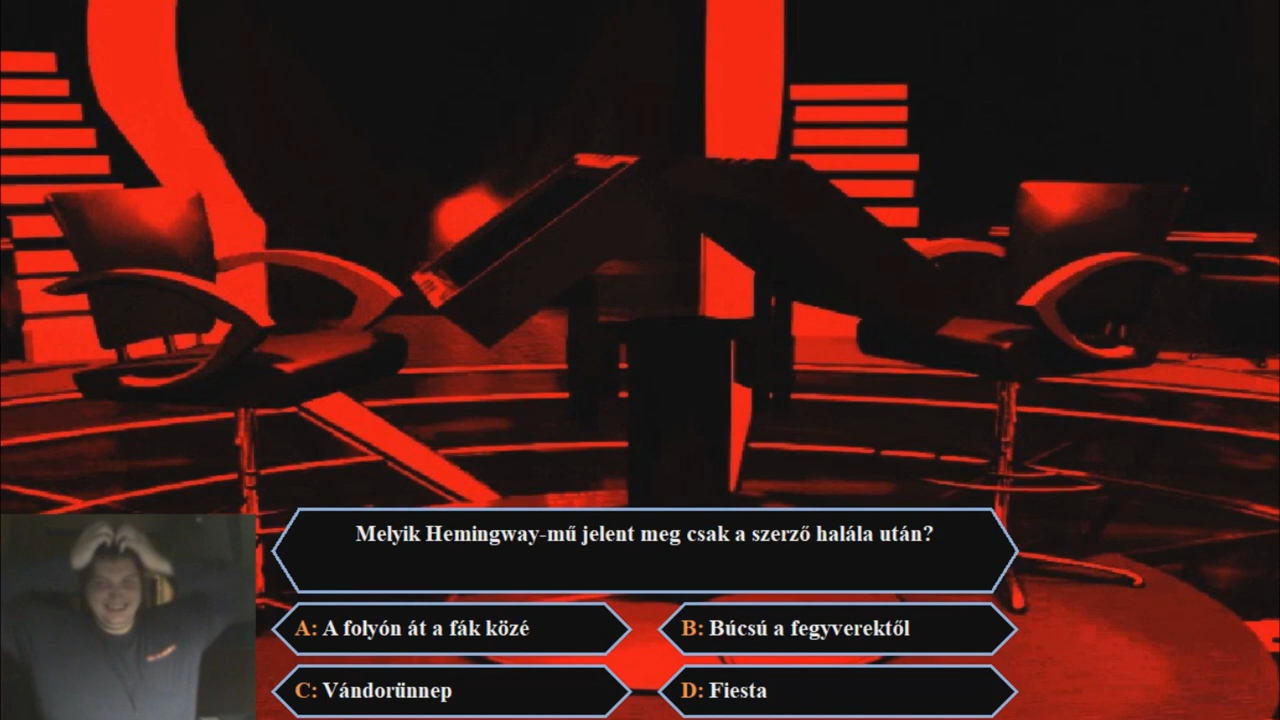 Melyik Hemingway-mű jelent meg csak a szerző halála után?
A: A folyón át a fák közé
B: Búcsú a fegyverektől
C: Vándorünnep
D: Fiesta